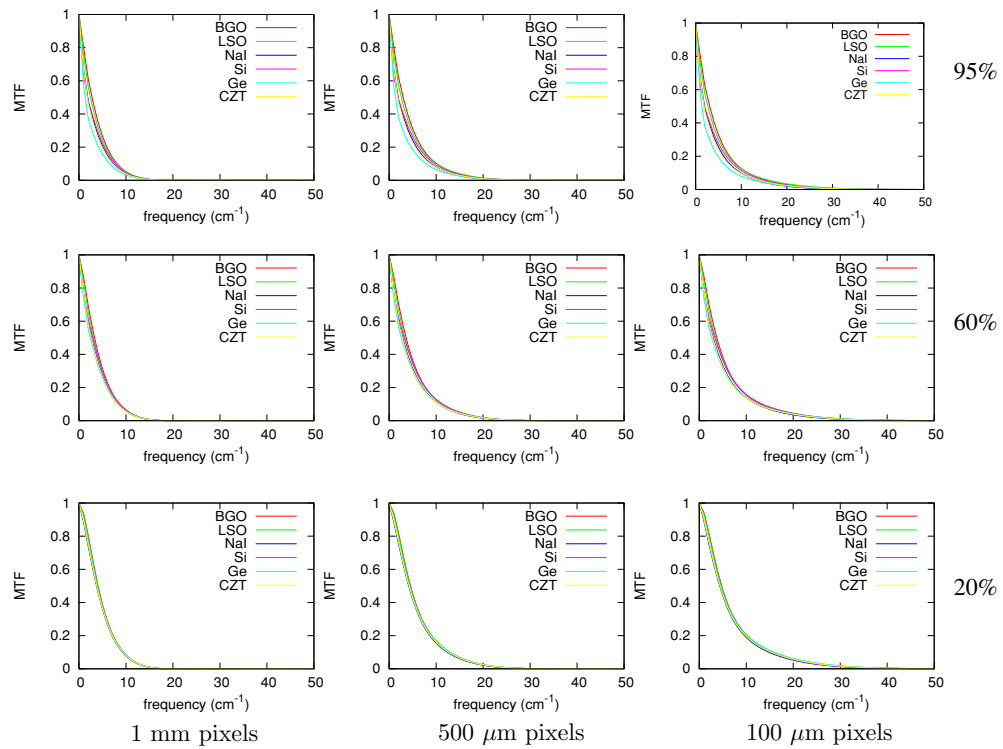 1
0.8
0.6
0.4
0.2
0
0 10 20 30 40 50
MTF
frequency (cm-1)
BGO
LSO
NaI
Si
Ge
CZT
1
0.8
0.6
0.4
0.2
0
0 10 20 30 40 50
MTF
frequency (cm-1)
BGO
LSO
NaI
Si
Ge
CZT
1
0.8
0.6
0.4
0.2
0
0 10 20 30 40 50
MTF
frequency (cm-1)
BGO
LSO
NaI
Si
Ge
CZT
95%
1
0.8
0.6
0.4
0.2
0
0 10 20 30 40 50
MTF
frequency (cm-1)
BGO
LSO
NaI
Si
Ge
CZT
1
0.8
0.6
0.4
0.2
0
0 10 20 30 40 50
MTF
frequency (cm-1)
BGO
LSO
NaI
Si
Ge
CZT
1
0.8
0.6
0.4
0.2
0
0 10 20 30 40 50
MTF
frequency (cm-1)
BGO
LSO
NaI
Si
Ge
CZT
60%
1
0.8
0.6
0.4
0.2
0
0 10 20 30 40 50
MTF
frequency (cm-1)
BGO
LSO
NaI
Si
Ge
CZT
1
0.8
0.6
0.4
0.2
0
0 10 20 30 40 50
MTF
frequency (cm-1)
BGO
LSO
NaI
Si
Ge
CZT
1
0.8
0.6
0.4
0.2
0
0 10 20 30 40 50
MTF
frequency (cm-1)
BGO
LSO
NaI
Si
Ge
CZT
20%
1 mm pixels
500 μm pixels
100 μm pixels